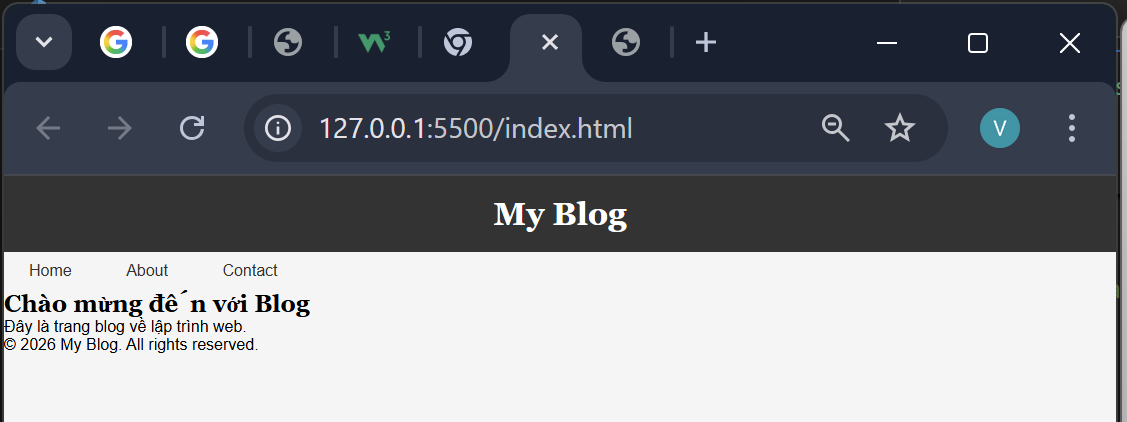 127.0.0.1:5500/index.html
V
My Blog
Home About Contact
Chào mừng đến với Blog
Đây là trang blog về lập trình web.
© 2026 My Blog. All rights reserved.